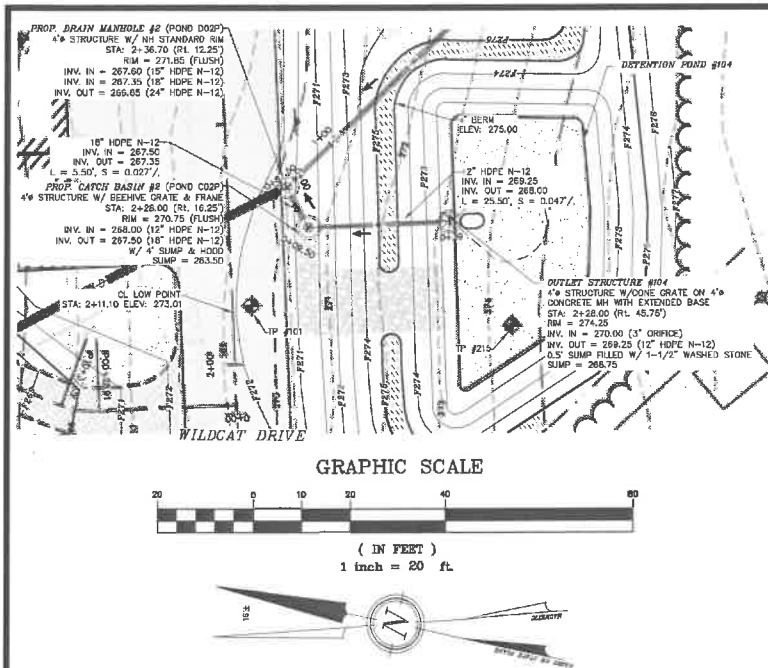 PROP. DRAIN MANHOLE #2 (POND D02P)
4'ø STRUCTURE W/ NH STANDARD RIM
STA: 2+36.70 (Rt. 12.25')
RIM = 271.85 (FLUSH)
INV. IN = 267.60 (15" HDPE N-12)
INV. IN = 267.35 (18" HDPE N-12)
INV. OUT = 266.85 (24" HDPE N-12)
18" HDPE N-12
INV. IN = 267.50
INV. OUT = 267.35
L = 5.50', S = 0.027'/,
PROP. CATCH BASIN #2 (POND C02P)
4'ø STRUCTURE W/ BEEHIVE GRATE & FRAME
STA: 2+28.00 (Rt. 16.25')
RIM = 270.75 (FLUSH)
INV. IN = 268.00 (12" HDPE N-12)
INV. OUT = 267.50 (18" HDPE N-12)
W/ 4' SUMP & HOOD
SUMP = 263.50
CL LOW POINT
STA: 2+11.10 ELEV: 273.01
TP #101
2+00
WILDCAT DRIVE
F271
F273
F275
F276
F274
BERM
ELEV: 275.00
DETENTION POND #104
12" HDPE N-12
INV. IN = 269.25
INV. OUT = 268.00
L = 25.50', S = 0.047'/,
OUTLET STRUCTURE #104
4'ø STRUCTURE W/CONE GRATE ON 4'ø
CONCRETE MH WITH EXTENDED BASE
STA: 2+28.00 (Rt. 45.75')
RIM = 274.25
INV. IN = 270.00 (3" ORIFICE)
INV. OUT = 269.25 (12" HDPE N-12)
0.5' SUMP FILLED W/ 1-1/2" WASHED STONE
SUMP = 268.75
TP #215
GRAPHIC SCALE
20 0 10 20 40 80
( IN FEET )
1 inch = 20 ft.
N
MAGNETIC